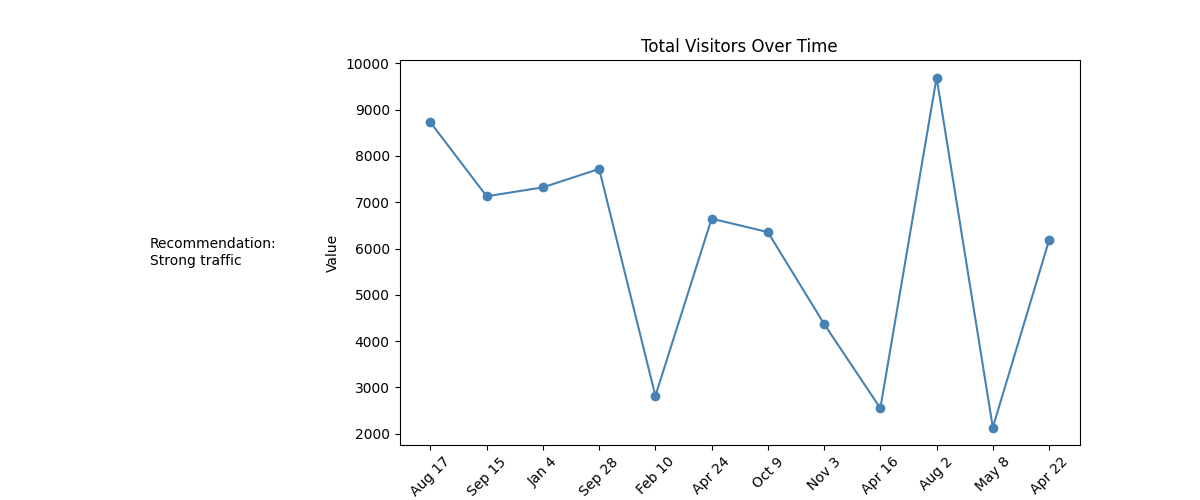 Total Visitors Over Time
Recommendation:
Strong traffic
Value
10000
9000
8000
7000
6000
5000
4000
3000
2000
Aug 17
Sep 15
Jan 4
Sep 28
Feb 10
Apr 24
Oct 9
Nov 3
Apr 16
Aug 2
May 8
Apr 22